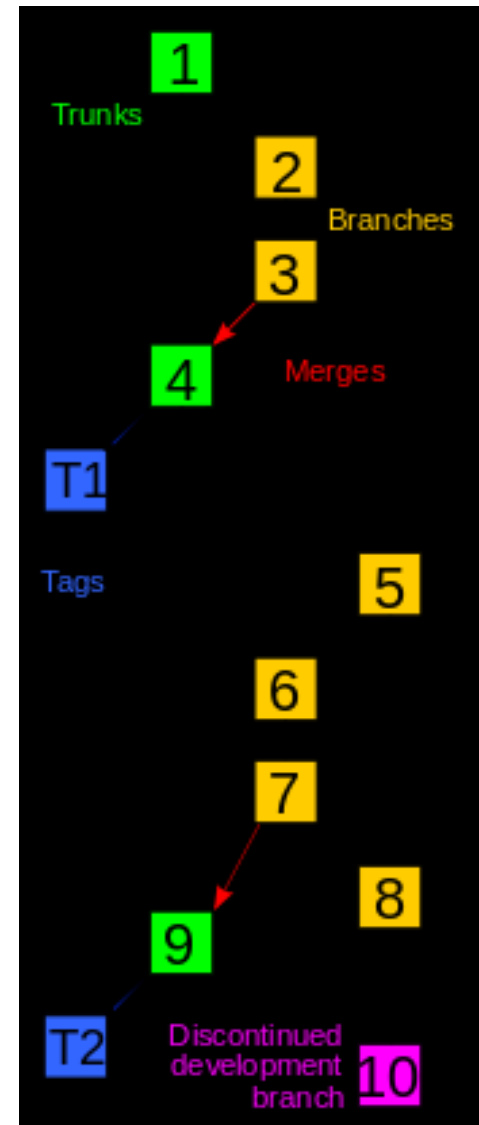 1
Trunks
2
Branches
3
Merges
4
T1
Tags
5
6
7
8
9
T2
Discontinued
development
branch
10